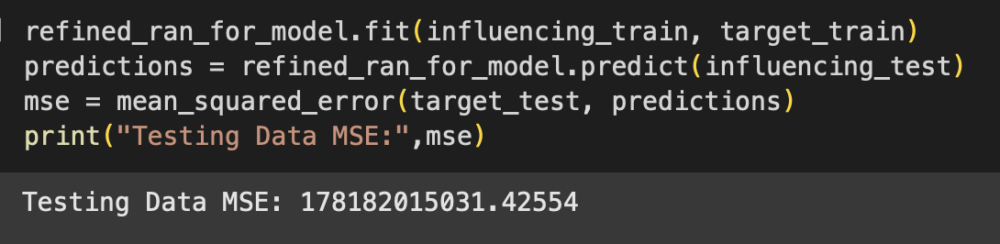 refined_ran_for_model.fit(influencing_train, target_train)
predictions = refined_ran_for_model.predict(influencing_test)
mse = mean_squared_error(target_test, predictions)
print("Testing Data MSE:",mse)
Testing Data MSE: 178182015031.42554